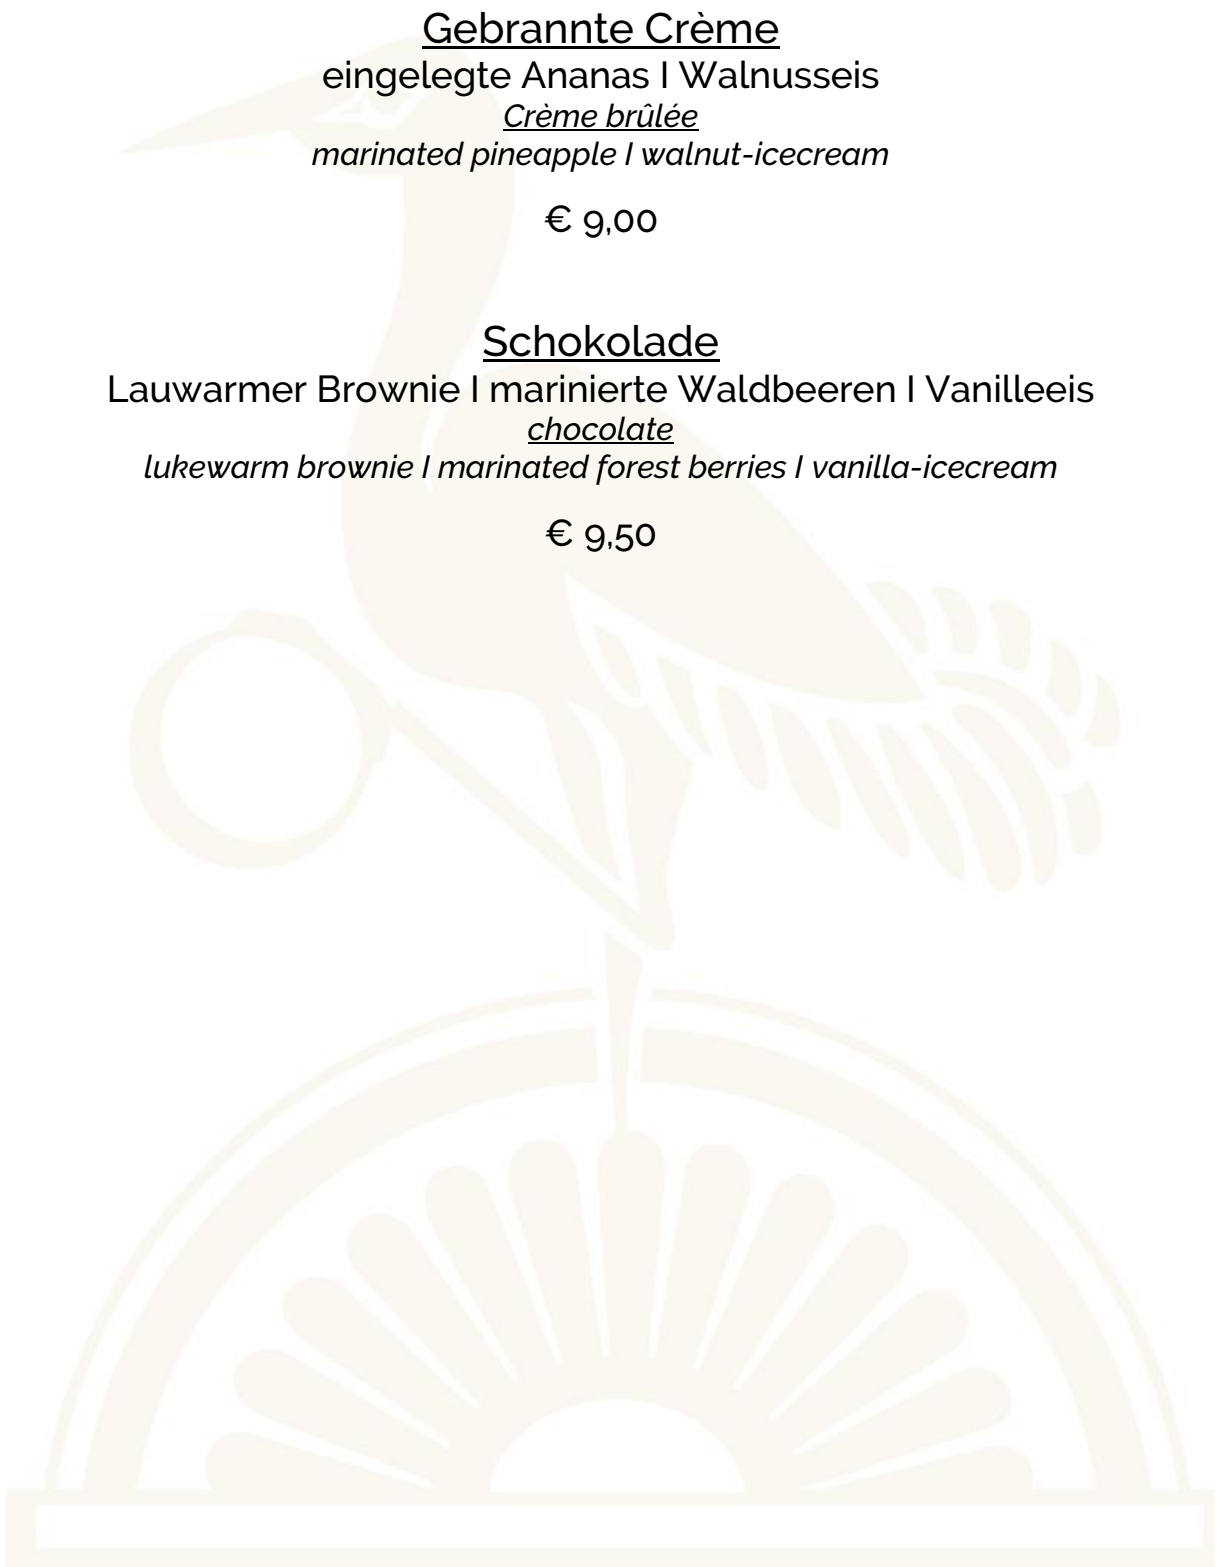 Gebrannte Crème
eingelegte Ananas I Walnusseis
Crème brûlée
marinated pineapple I walnut-icecream
€ 9,00
Schokolade
Lauwarmer Brownie I marinierte Waldbeeren I Vanilleeis
chocolate
lukewarm brownie I marinated forest berries I vanilla-icecream
€ 9,50